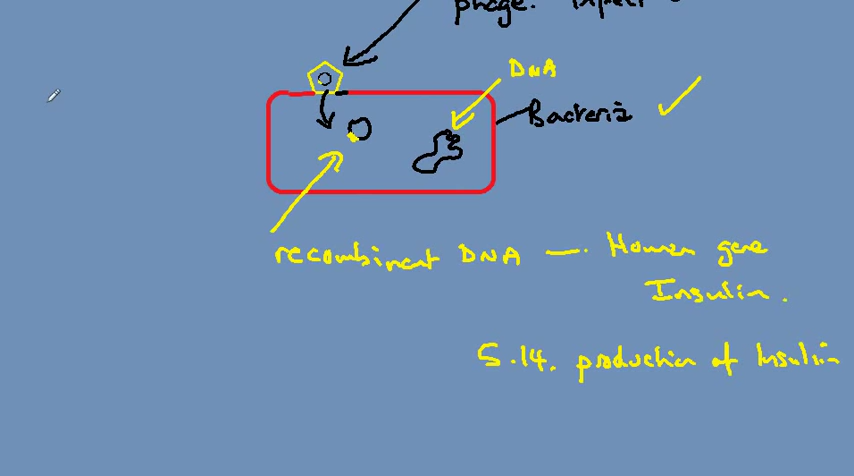 phage.
DNA
Bacteria
recombinant DNA — Human gene
Insulin.
5.14. production of Insulin